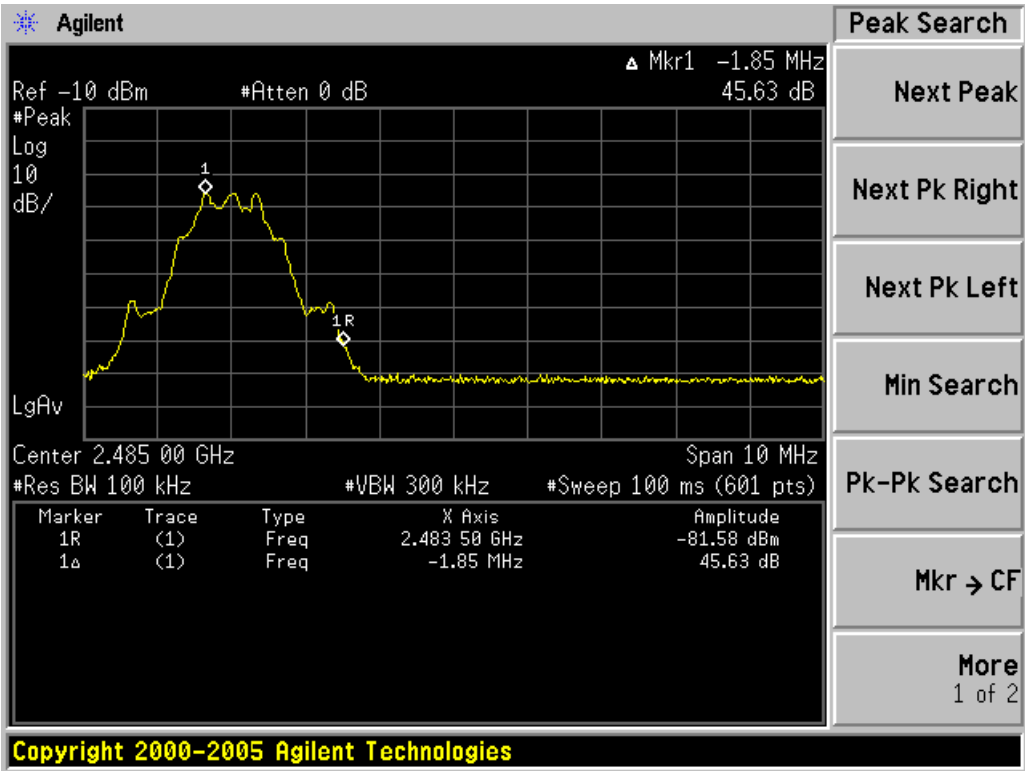 Agilent
Peak Search
Δ Mkr1 -1.85 MHz
Ref -10 dBm #Atten 0 dB 45.63 dB
#Peak
Log
10
dB/
1
1R
LgAv
Center 2.485 00 GHz Span 10 MHz
#Res BW 100 kHz #VBW 300 kHz #Sweep 100 ms (601 pts)
Marker Trace Type X Axis Amplitude
1R (1) Freq 2.483 50 GHz -81.58 dBm
1Δ (1) Freq -1.85 MHz 45.63 dB
Next Peak
Next Pk Right
Next Pk Left
Min Search
Pk-Pk Search
Mkr → CF
More
1 of 2
Copyright 2000-2005 Agilent Technologies